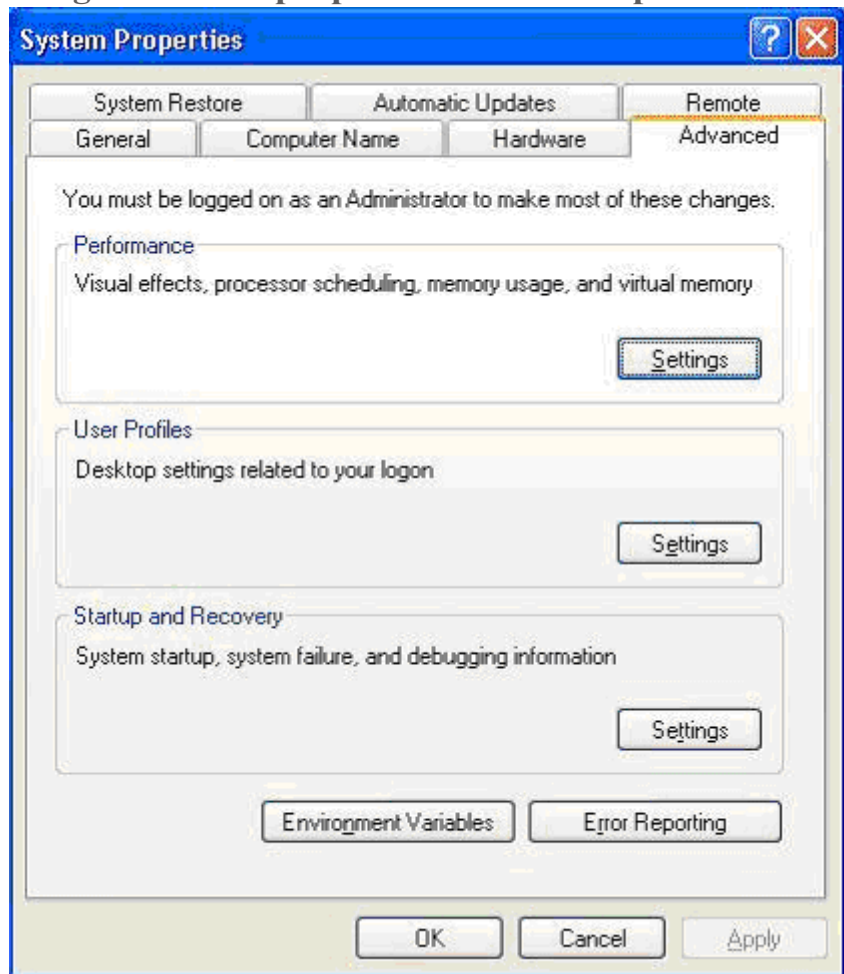 System Properties
System Restore Automatic Updates Remote
General Computer Name Hardware Advanced
You must be logged on as an Administrator to make most of these changes.
Performance
Visual effects, processor scheduling, memory usage, and virtual memory
Settings
User Profiles
Desktop settings related to your logon
Settings
Startup and Recovery
System startup, system failure, and debugging information
Settings
Environment Variables Error Reporting
OK Cancel Apply